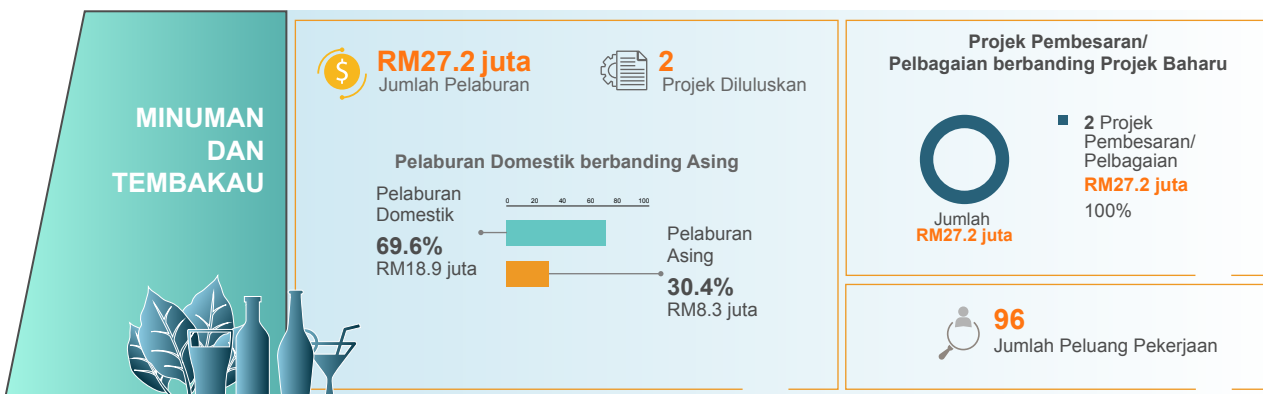 MINUMAN
DAN
TEMBAKAU
RM27.2 juta
Jumlah Pelaburan
2
Projek Diluluskan
Pelaburan Domestik berbanding Asing
Pelaburan
Domestik
69.6%
RM18.9 juta
0 20 40 60 80 100
Pelaburan
Asing
30.4%
RM8.3 juta
Projek Pembesaran/
Pelbagaian berbanding Projek Baharu
Jumlah
RM27.2 juta
2 Projek
Pembesaran/
Pelbagaian
RM27.2 juta
100%
96
Jumlah Peluang Pekerjaan